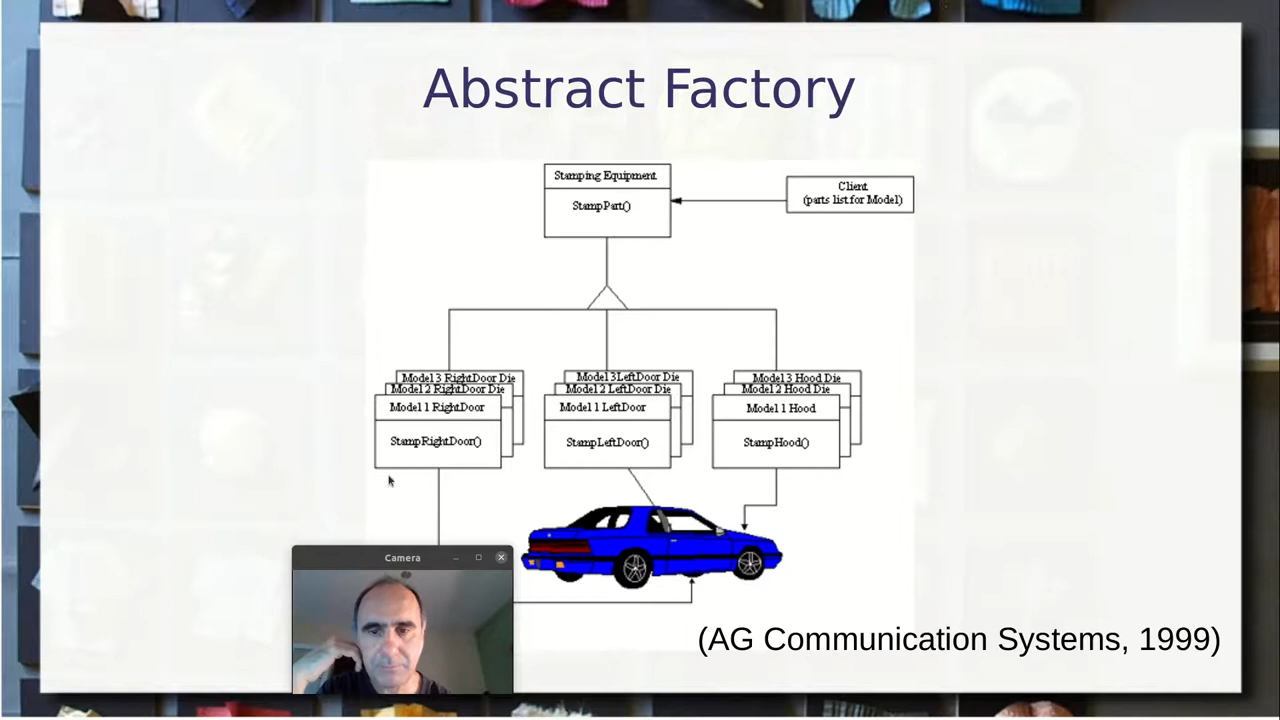 Abstract Factory
Stamping Equipment
StampPart()
Client
(parts list for Model)
Model 3 RightDoor Die
Model 2 RightDoor Die
Model 1 RightDoor
StampRightDoor()
Model 3 LeftDoor Die
Model 2 LeftDoor Die
Model 1 LeftDoor
StampLeftDoor()
Model 3 Hood Die
Model 2 Hood Die
Model 1 Hood
StampHood()
Camera
(AG Communication Systems, 1999)